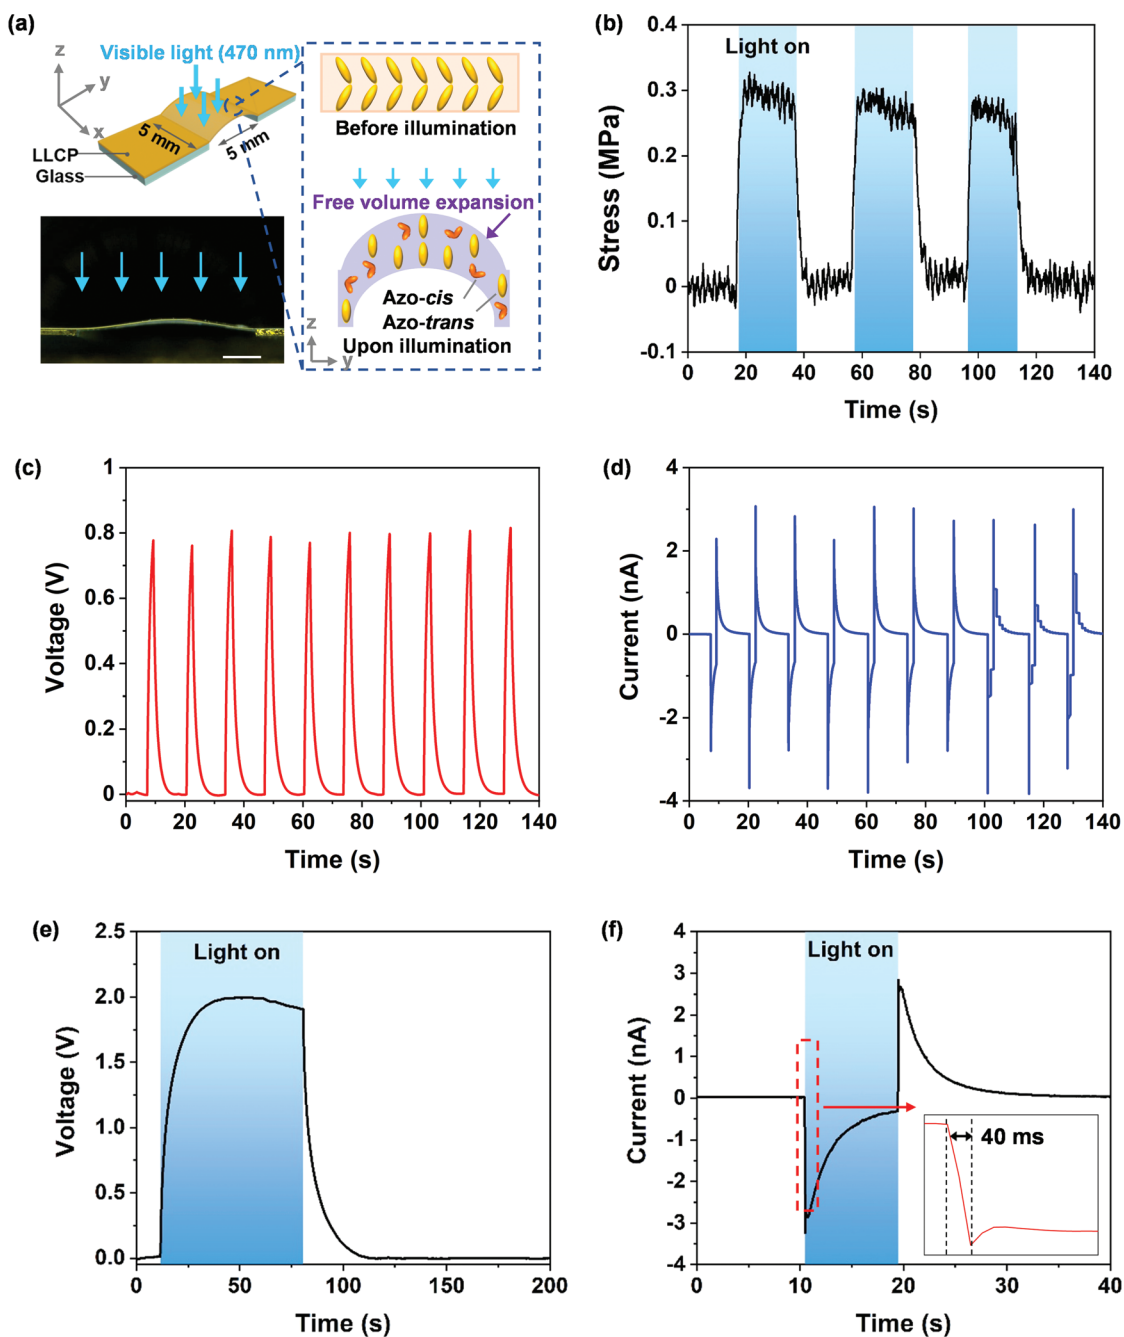 (a)
Visible light (470 nm)
z
y
x
5 mm
5 mm
LLCP
Glass
Before illumination
Free volume expansion
Azo-cis
Azo-trans
Upon illumination
z
y
(b)
Light on
Stress (MPa)
0.4
0.3
0.2
0.1
0
-0.1
0 20 40 60 80 100 120 140
Time (s)
(c)
Voltage (V)
1
0.8
0.6
0.4
0.2
0
0 20 40 60 80 100 120 140
Time (s)
(d)
Current (nA)
4
2
0
-2
-4
0 20 40 60 80 100 120 140
Time (s)
(e)
Light on
Voltage (V)
2.5
2.0
1.5
1.0
0.5
0.0
0 50 100 150 200
Time (s)
(f)
Light on
Current (nA)
4
3
2
1
0
-1
-2
-3
-4
40 ms
0 10 20 30 40
Time (s)